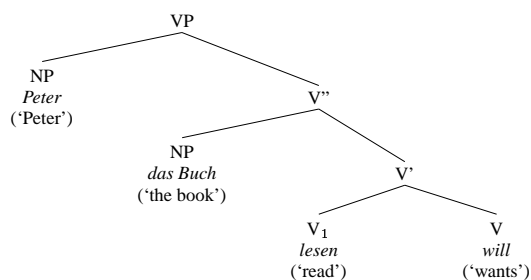 VP
NP
Peter
(‘Peter’)
V”
NP
das Buch
(‘the book’)
V’
V₁ V
lesen will
(‘read’) (‘wants’)